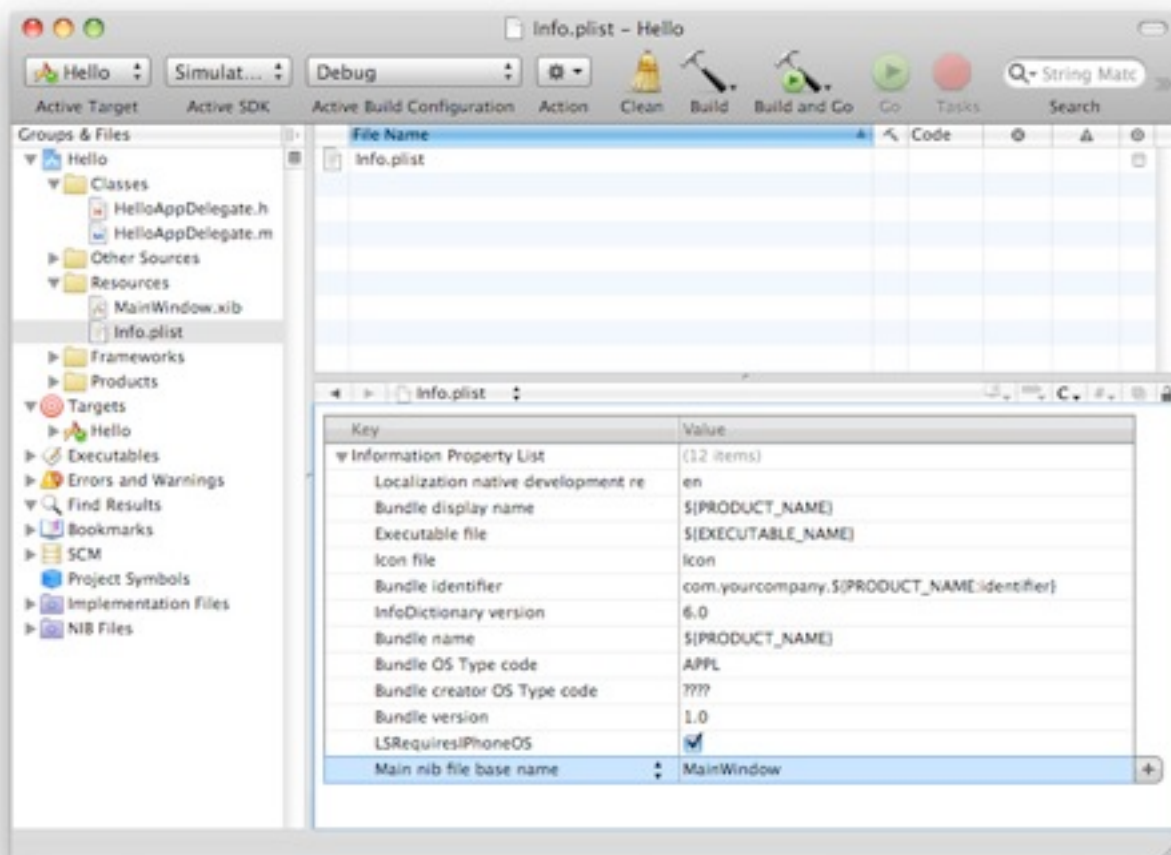 Info.plist – Hello
Hello
Simulat...
Debug
Active Target
Active SDK
Active Build Configuration
Action
Clean
Build
Build and Go
Go
Tasks
String Matc
Search
Groups & Files
Hello
Classes
HelloAppDelegate.h
HelloAppDelegate.m
Other Sources
Resources
MainWindow.xib
Info.plist
Frameworks
Products
Targets
Hello
Executables
Errors and Warnings
Find Results
Bookmarks
SCM
Project Symbols
Implementation Files
NIB Files
File Name
Code
Info.plist
Info.plist
C
#
Key
Value
Information Property List
(12 items)
Localization native development re
en
Bundle display name
${PRODUCT_NAME}
Executable file
${EXECUTABLE_NAME}
Icon file
Icon
Bundle identifier
com.yourcompany.${PRODUCT_NAME:identifier}
InfoDictionary version
6.0
Bundle name
${PRODUCT_NAME}
Bundle OS Type code
APPL
Bundle creator OS Type code
????
Bundle version
1.0
LSRequiresIPhoneOS
Main nib file base name
MainWindow